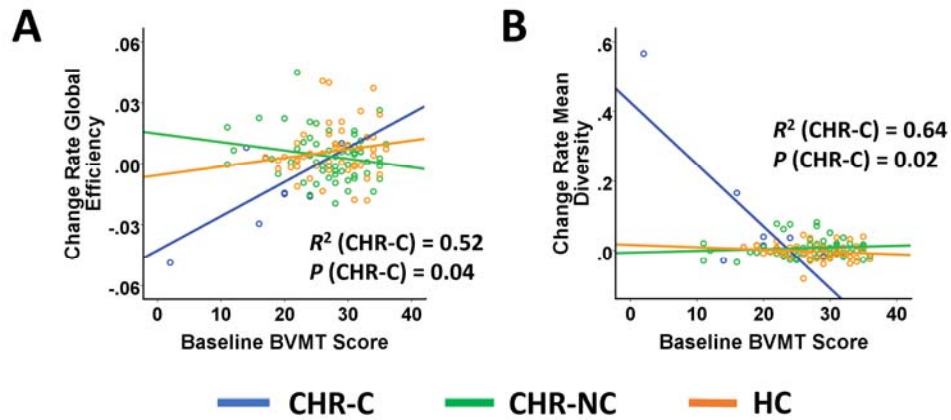 A
.06
.03
.00
-.03
-.06
Change Rate Global
Efficiency
R² (CHR-C) = 0.52
P (CHR-C) = 0.04
0 10 20 30 40
Baseline BVMT Score
B
.6
.4
.2
.0
Change Rate Mean
Diversity
R² (CHR-C) = 0.64
P (CHR-C) = 0.02
0 10 20 30 40
Baseline BVMT Score
CHR-C CHR-NC HC